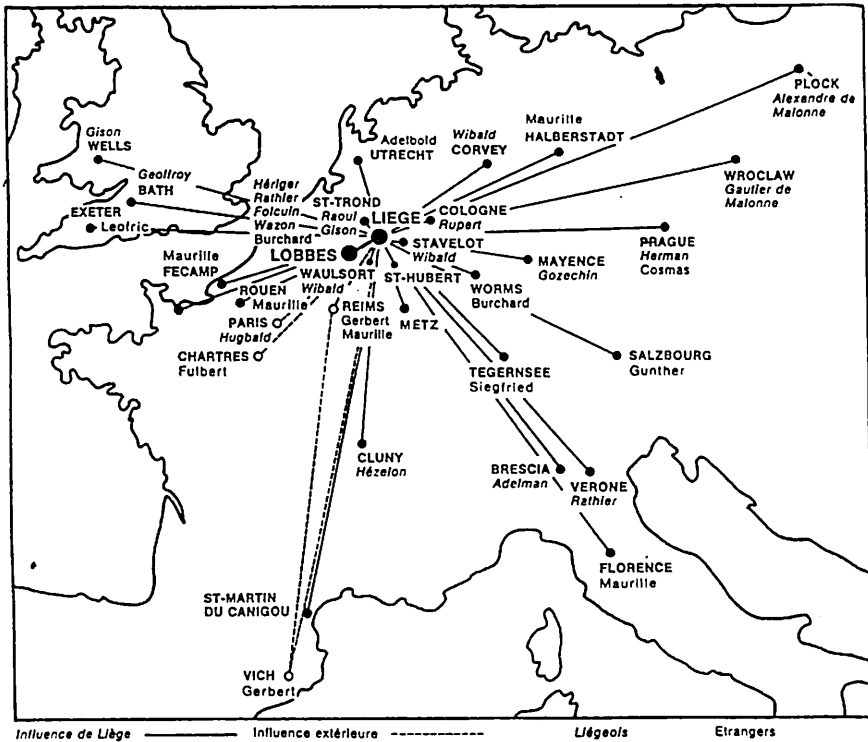 PLOCK
Alexandre de
Malonne
Gison
WELLS
Adelbold
UTRECHT
Wibald
CORVEY
Maurille
HALBERSTADT
Geoffroy
BATH
WROCLAW
Gautier de
Malonne
Hériger
Rathier
Folcuin
Wazon
Burchard
LOBBES
ST-TROND
Raoul
Gison
LIEGE
COLOGNE
Rupert
EXETER
Leofric
STAVELOT
Wibald
PRAGUE
Herman
Cosmas
Maurille
FECAMP
WAULSORT
Wibald
ST-HUBERT
MAYENCE
Gozechin
WORMS
Burchard
ROUEN
Maurille
PARIS
Hugbald
REIMS
Gerbert
Maurille
METZ
CHARTRES
Fulbert
TEGERNSEE
Siegfried
SALZBOURG
Gunther
CLUNY
Hézelon
BRESCIA
Adelman
VERONE
Rathier
FLORENCE
Maurille
ST-MARTIN
DU CANIGOU
VICH
Gerbert
Influence de Liège Influence extérieure Liégeois Etrangers